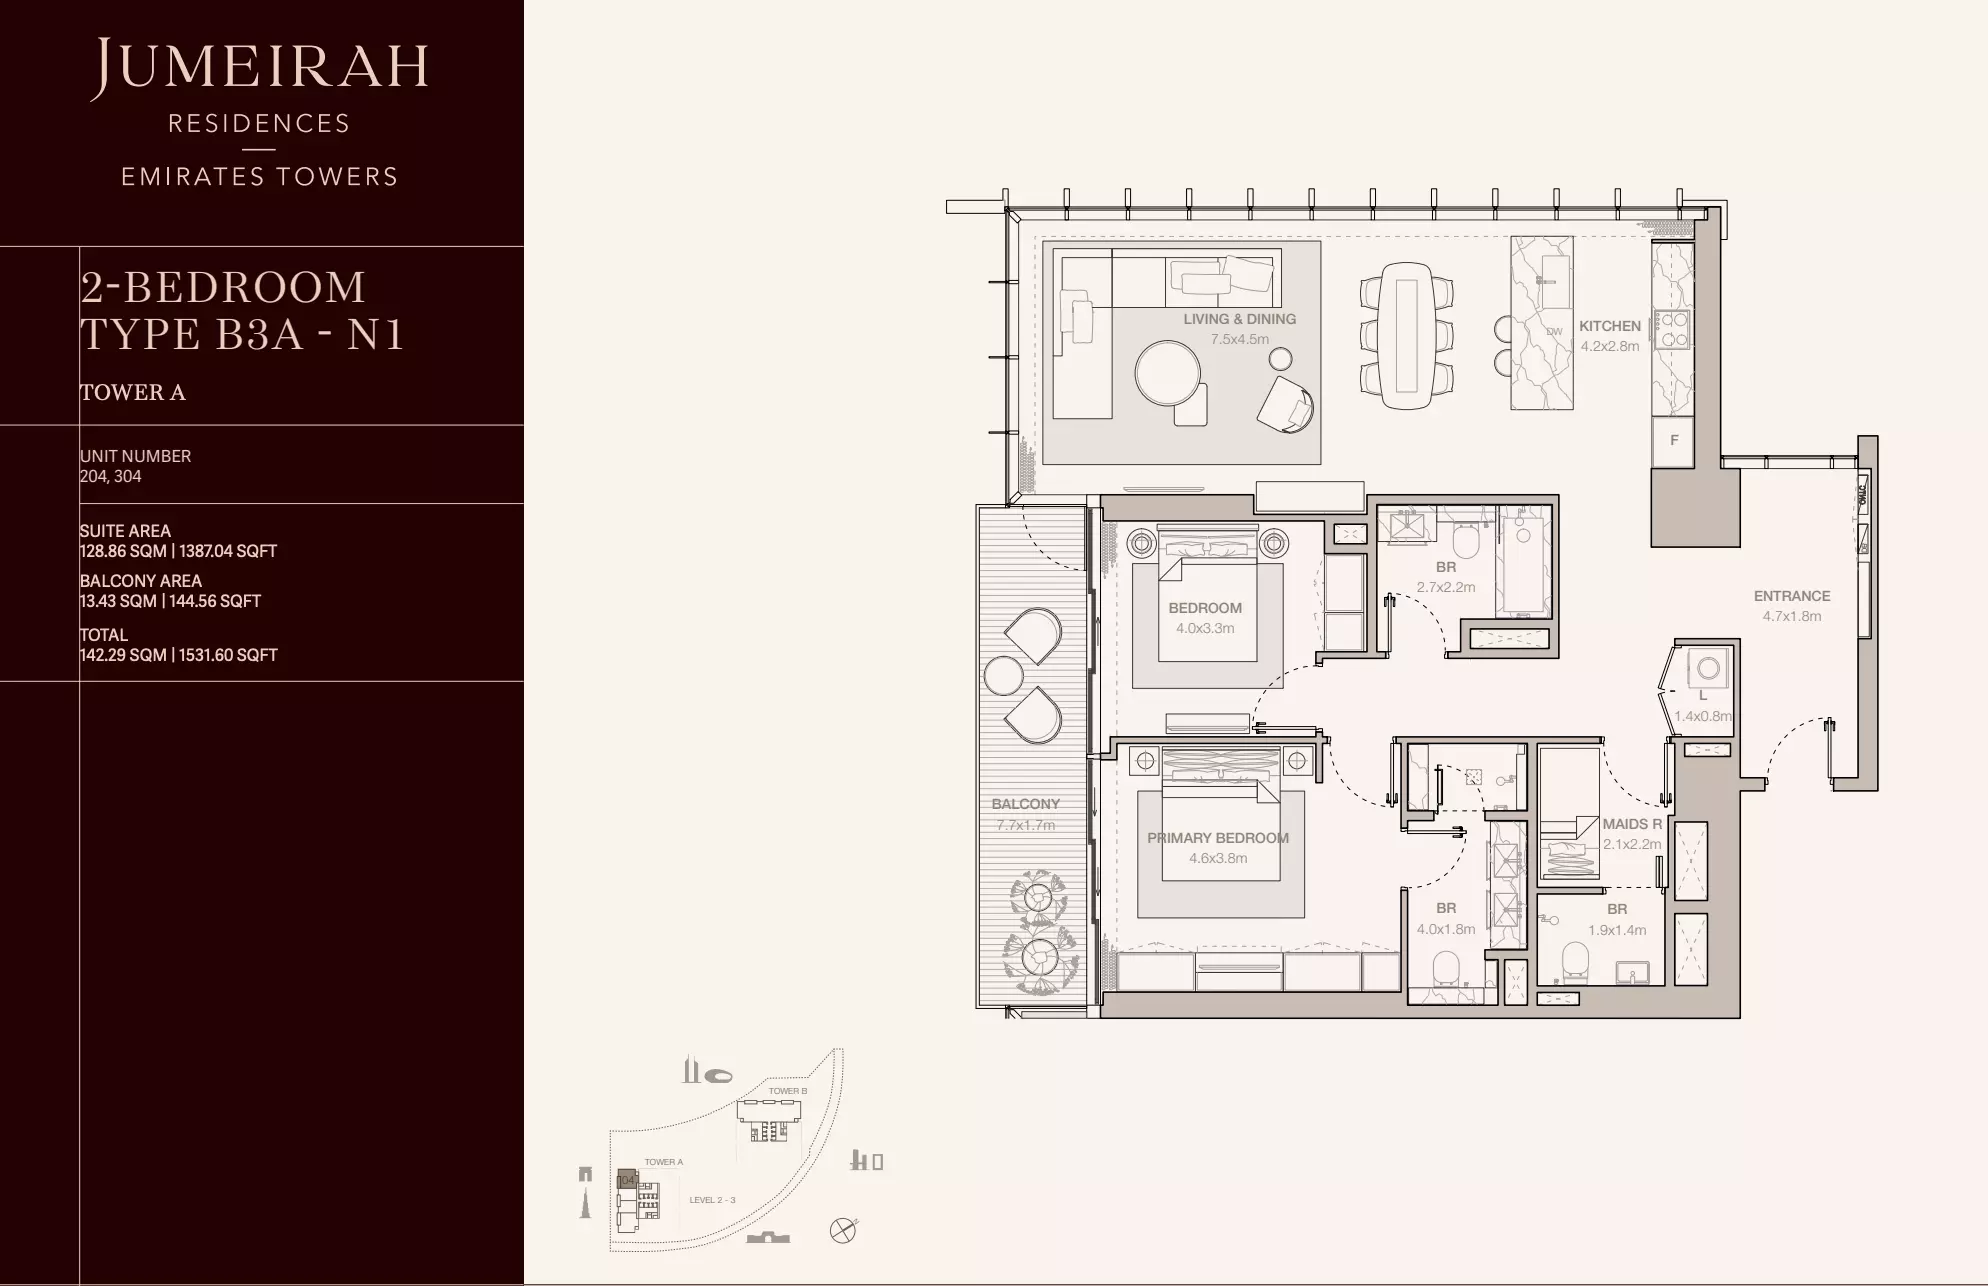 JUMEIRAH
RESIDENCES
EMIRATES TOWERS
2-BEDROOM
TYPE B3A - N1
TOWER A
UNIT NUMBER
204, 304
SUITE AREA
128.86 SQM | 1387.04 SQFT
BALCONY AREA
13.43 SQM | 144.56 SQFT
TOTAL
142.29 SQM | 1531.60 SQFT
LIVING & DINING
7.5x4.5m
DW
KITCHEN
4.2x2.8m
F
BR
2.7x2.2m
BEDROOM
4.0x3.3m
ENTRANCE
4.7x1.8m
L
1.4x0.8m
BALCONY
7.7x1.7m
PRIMARY BEDROOM
4.6x3.8m
MAIDS R
2.1x2.2m
BR
4.0x1.8m
BR
1.9x1.4m
TOWER B
TOWER A
04
LEVEL 2 - 3